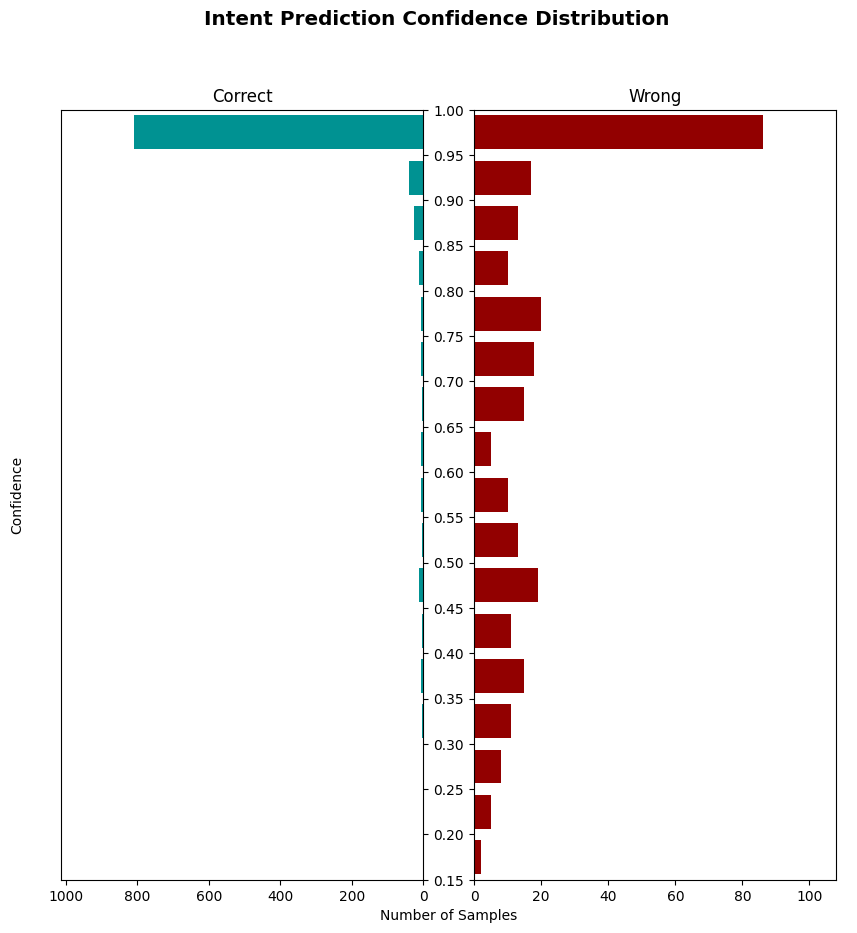 Intent Prediction Confidence Distribution
Correct
Wrong
Confidence
1.00
0.95
0.90
0.85
0.80
0.75
0.70
0.65
0.60
0.55
0.50
0.45
0.40
0.35
0.30
0.25
0.20
0.15
1000 800 600 400 200 0
0 20 40 60 80 100
Number of Samples